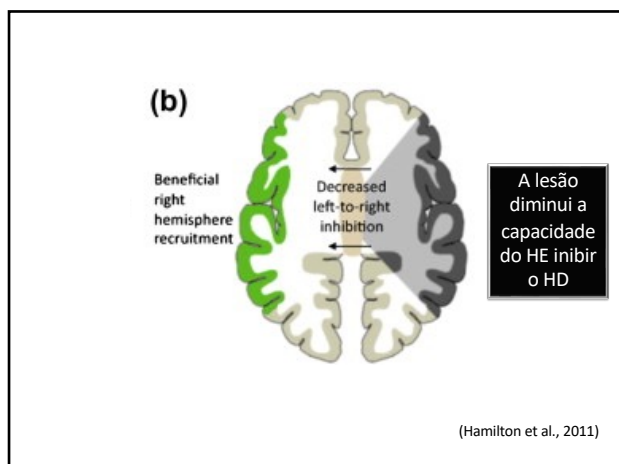 (b)
Beneficial
right
hemisphere
recruitment
Decreased
left-to-right
inhibition
A lesão
diminui a
capacidade
do HE inibir
o HD
(Hamilton et al., 2011)